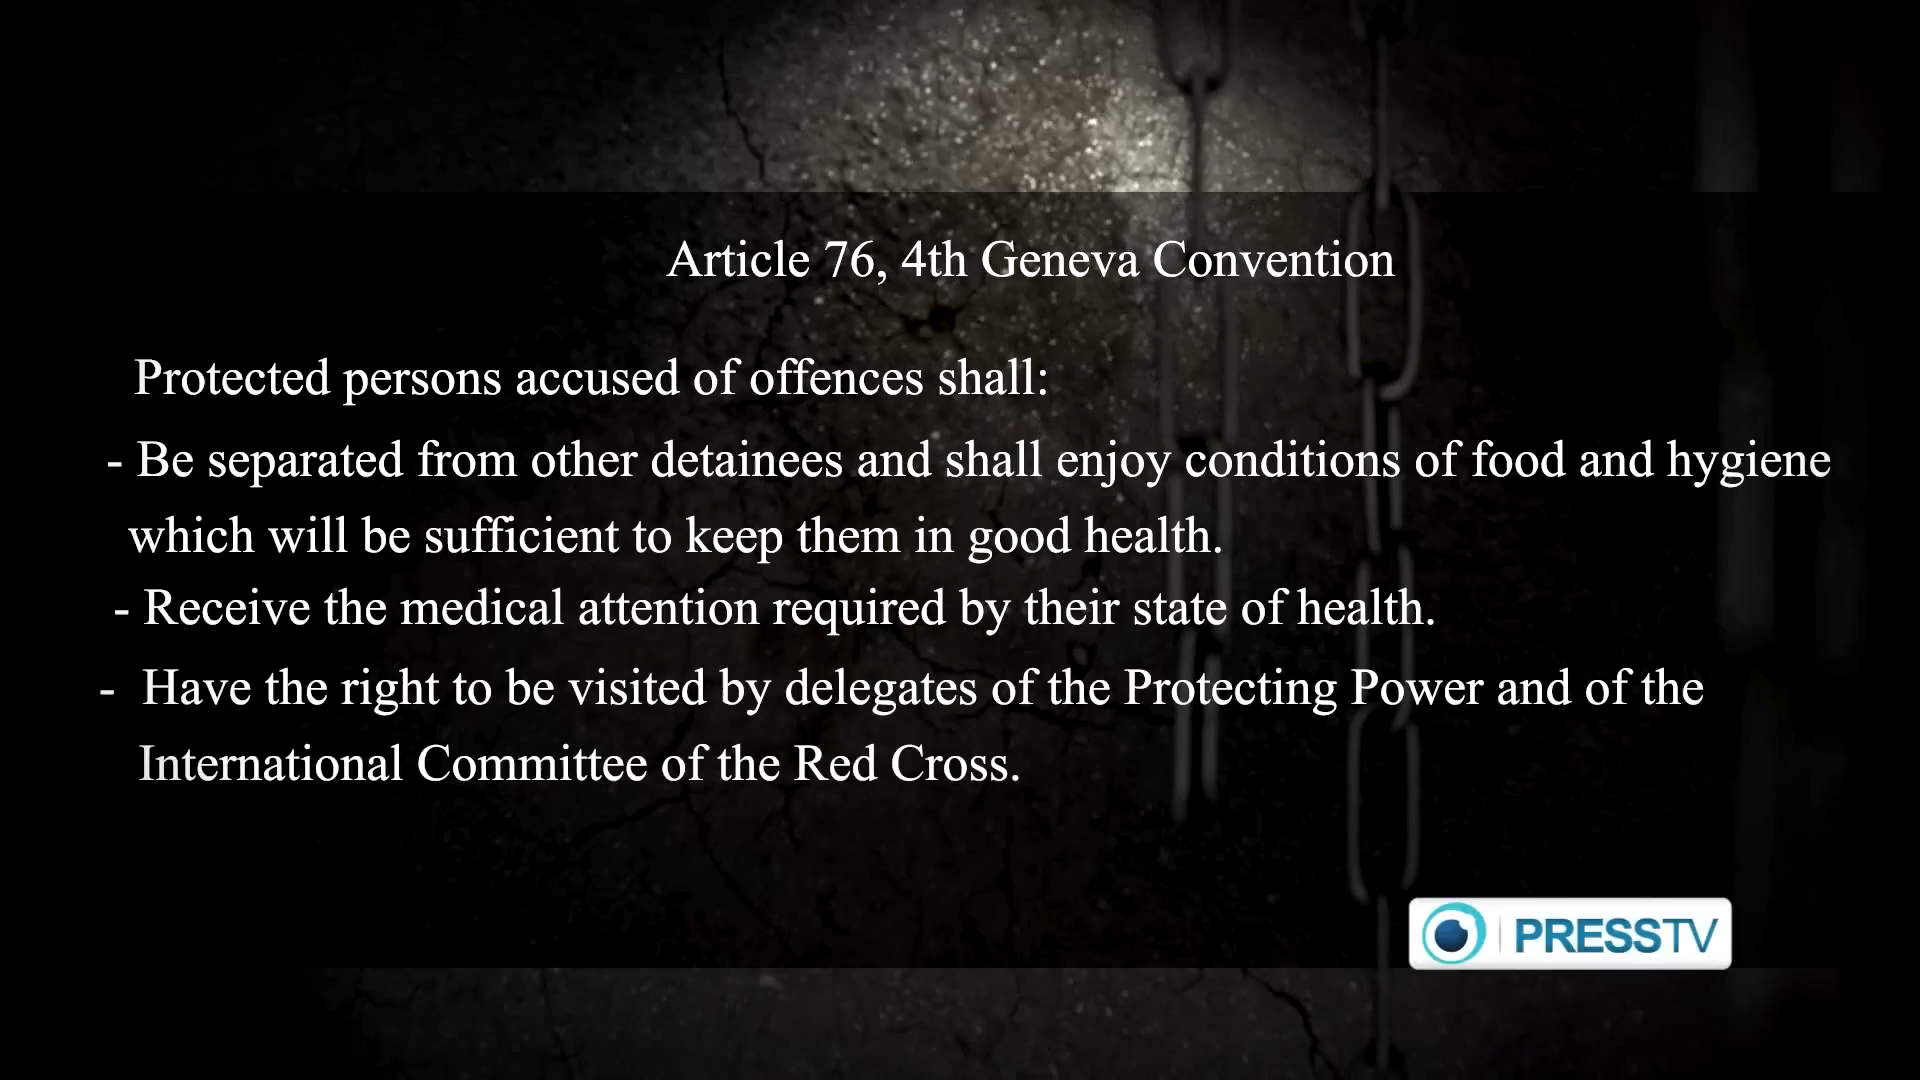 Article 76, 4th Geneva Convention
Protected persons accused of offences shall:
- Be separated from other detainees and shall enjoy conditions of food and hygiene
which will be sufficient to keep them in good health.
- Receive the medical attention required by their state of health.
- Have the right to be visited by delegates of the Protecting Power and of the
International Committee of the Red Cross.
PRESSTV